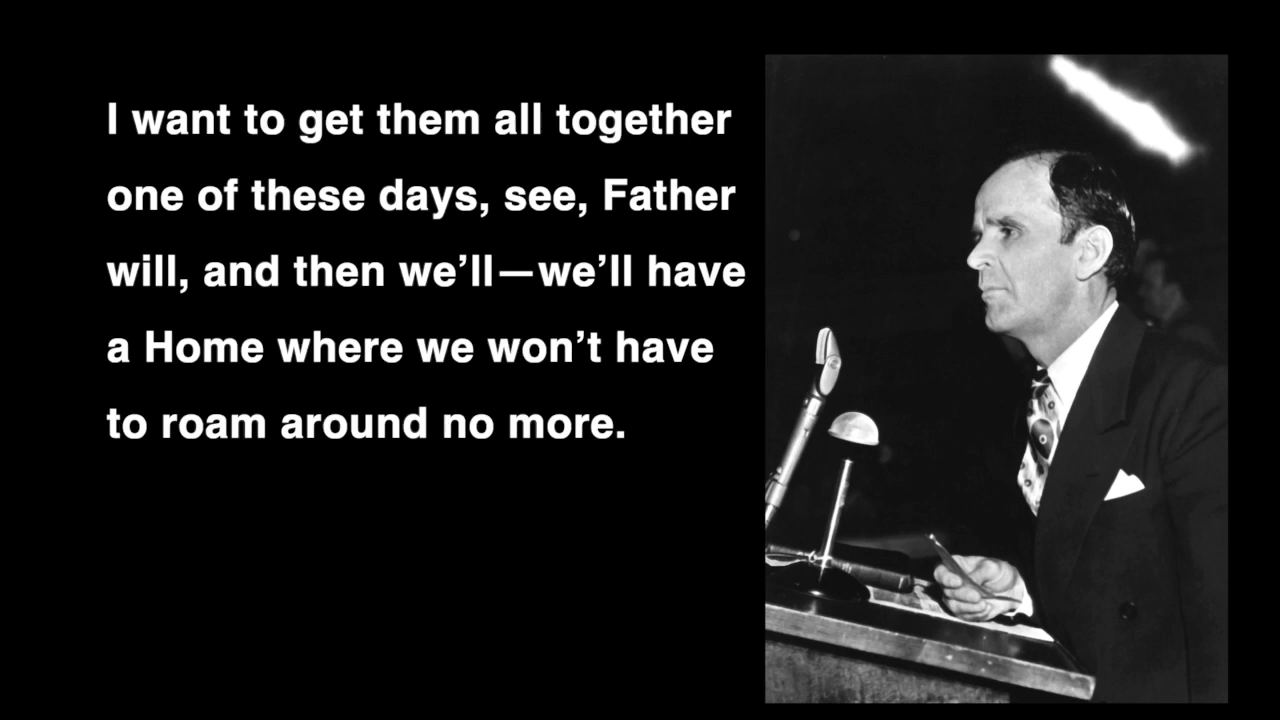 I want to get them all together
one of these days, see, Father
will, and then we’ll—we’ll have
a Home where we won’t have
to roam around no more.